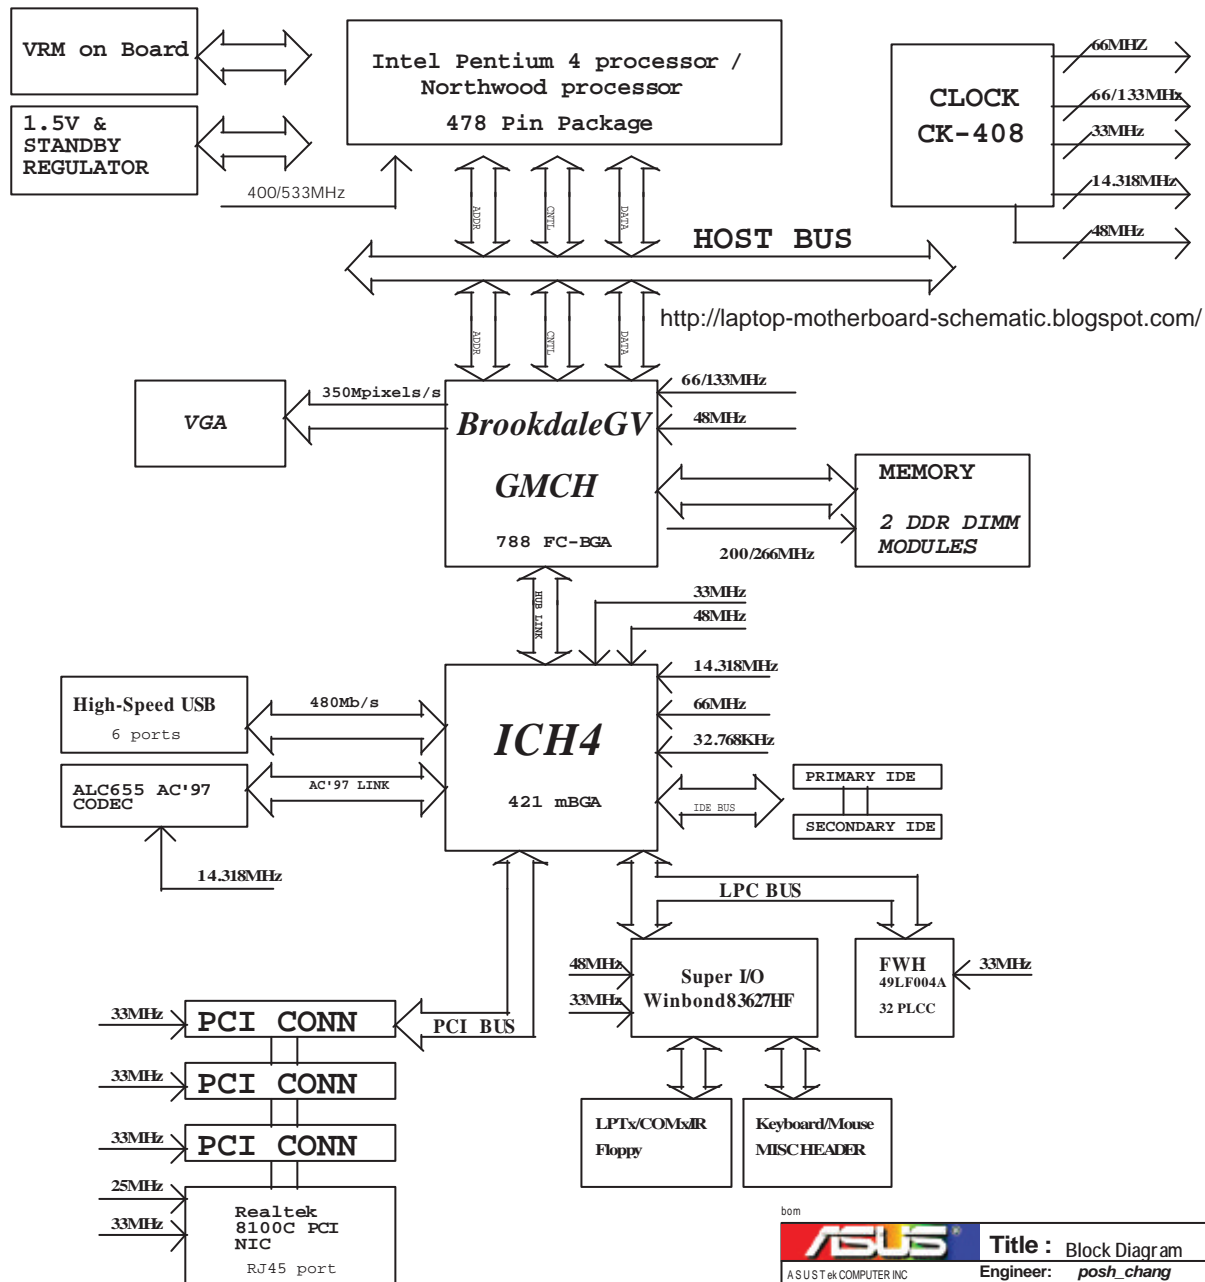 VRM on Board
1.5V &
STANDBY
REGULATOR
400/533MHz
Intel Pentium 4 processor /
Northwood processor
478 Pin Package
CLOCK
CK-408
66MHZ
66/133MHz
33MHz
14.318MHz
48MHz
ADDR
CNTL
DATA
HOST BUS
http://laptop-motherboard-schematic.blogspot.com/
ADDR
CNTL
DATA
VGA
350Mpixels/s
BrookdaleGV
GMCH
788 FC-BGA
66/133MHz
48MHz
MEMORY
2 DDR DIMM
MODULES
200/266MHz
HUB LINK
33MHz
48MHz
14.318MHz
66MHz
32.768KHz
High-Speed USB
6 ports
480Mb/s
ICH4
421 mBGA
ALC655 AC'97
CODEC
AC'97 LINK
14.318MHz
IDE BUS
PRIMARY IDE
SECONDARY IDE
LPC BUS
48MHz
33MHz
Super I/O
Winbond83627HF
FWH
49LF004A
32 PLCC
33MHz
PCI BUS
33MHz
PCI CONN
33MHz
PCI CONN
33MHz
PCI CONN
25MHz
33MHz
Realtek
8100C PCI
NIC
RJ45 port
LPTx/COMx/IR
Floppy
Keyboard/Mouse
MISC HEADER
bom
ASUS®
Title : Block Diagram
ASUSTek COMPUTER INC
Engineer: posh_chang